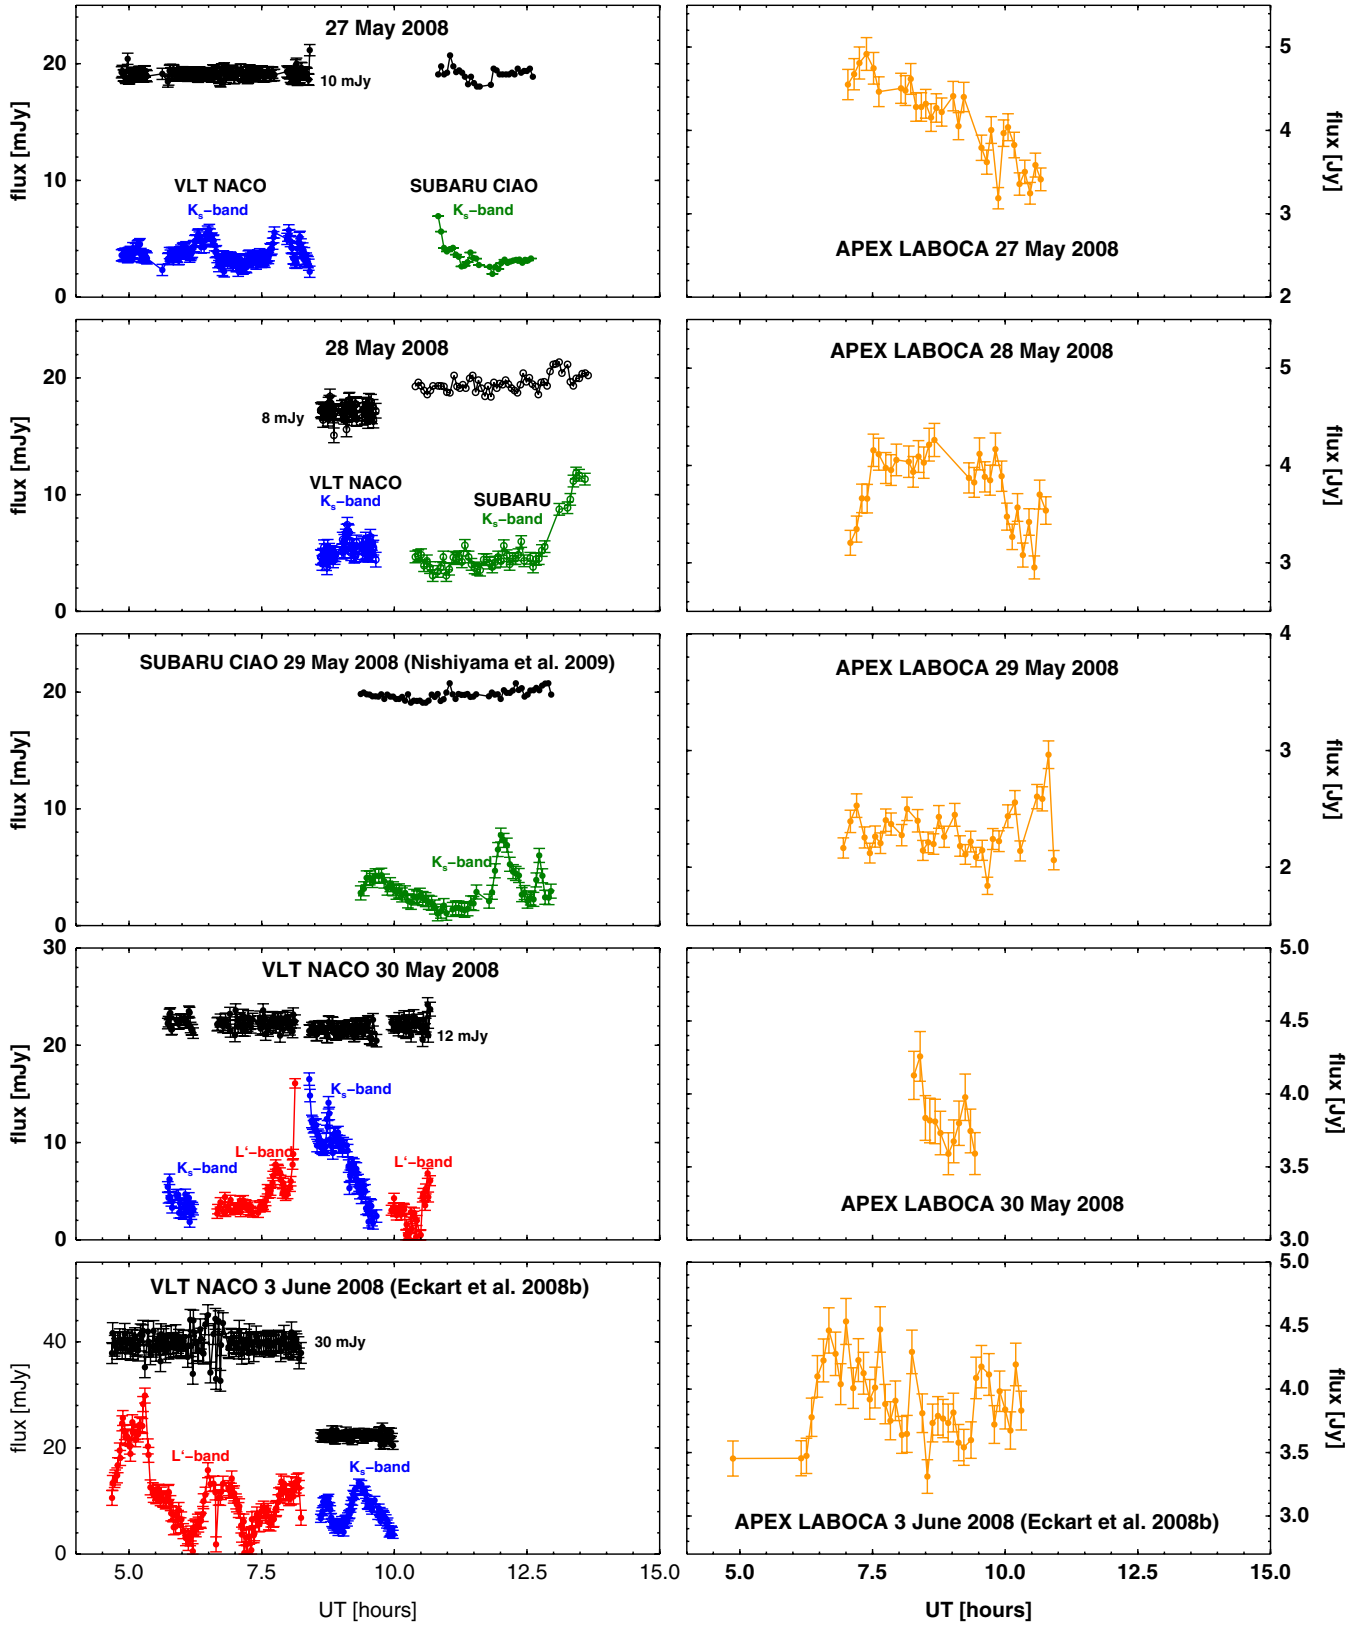 27 May 2008
flux [mJy]
20
10
0
10 mJy
VLT NACO
Kₛ−band
SUBARU CIAO
Kₛ−band
5
4
3
2
flux [Jy]
APEX LABOCA 27 May 2008
28 May 2008
flux [mJy]
20
10
0
8 mJy
VLT NACO
Kₛ−band
SUBARU
Kₛ−band
APEX LABOCA 28 May 2008
5
4
3
flux [Jy]
SUBARU CIAO 29 May 2008 (Nishiyama et al. 2009)
flux [mJy]
20
10
0
Kₛ−band
APEX LABOCA 29 May 2008
4
3
2
flux [Jy]
VLT NACO 30 May 2008
flux [mJy]
30
20
10
0
12 mJy
Kₛ−band
L‘−band
Kₛ−band
L‘−band
5.0
4.5
4.0
3.5
3.0
flux [Jy]
APEX LABOCA 30 May 2008
VLT NACO 3 June 2008 (Eckart et al. 2008b)
flux [mJy]
40
20
0
30 mJy
L‘−band
Kₛ−band
5.0
4.5
4.0
3.5
3.0
flux [Jy]
APEX LABOCA 3 June 2008 (Eckart et al. 2008b)
5.0 7.5 10.0 12.5 15.0
UT [hours]
5.0 7.5 10.0 12.5 15.0
UT [hours]